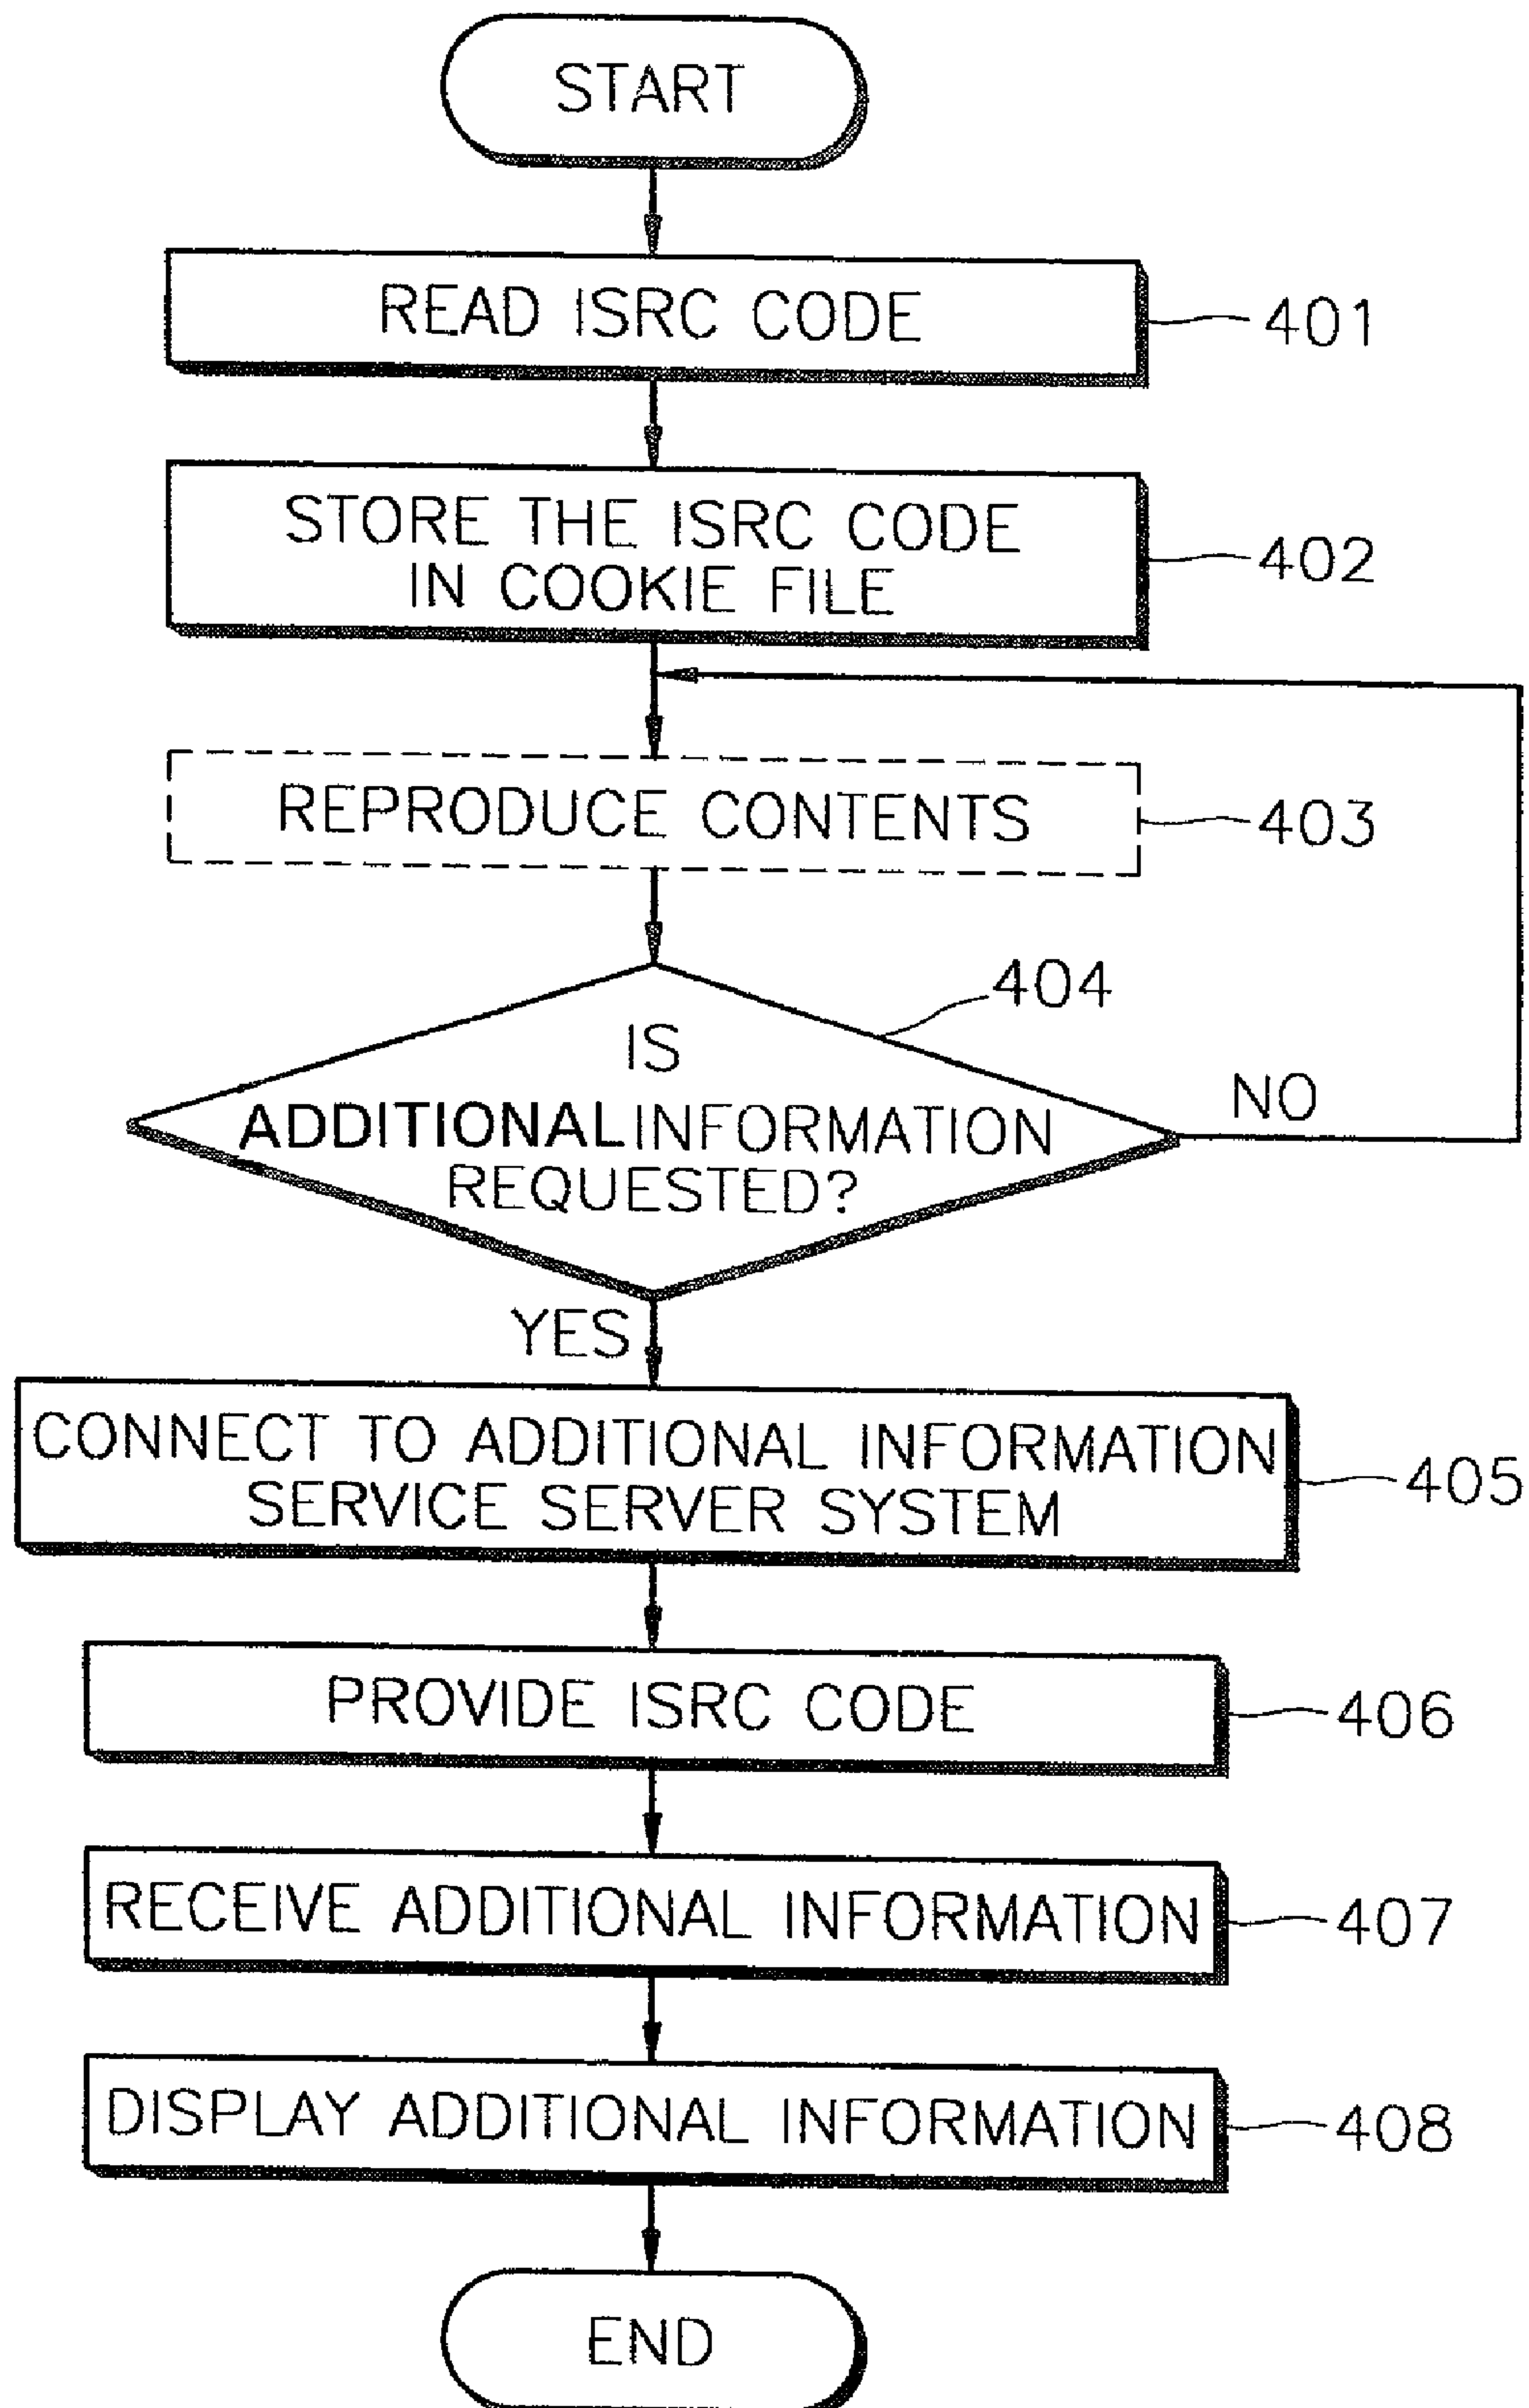 START
READ ISRC CODE
401
STORE THE ISRC CODE
IN COOKIE FILE
402
REPRODUCE CONTENTS
403
404
IS
ADDITIONAL INFORMATION
REQUESTED?
NO
YES
CONNECT TO ADDITIONAL INFORMATION
SERVICE SERVER SYSTEM
405
PROVIDE ISRC CODE
406
RECEIVE ADDITIONAL INFORMATION
407
DISPLAY ADDITIONAL INFORMATION
408
END